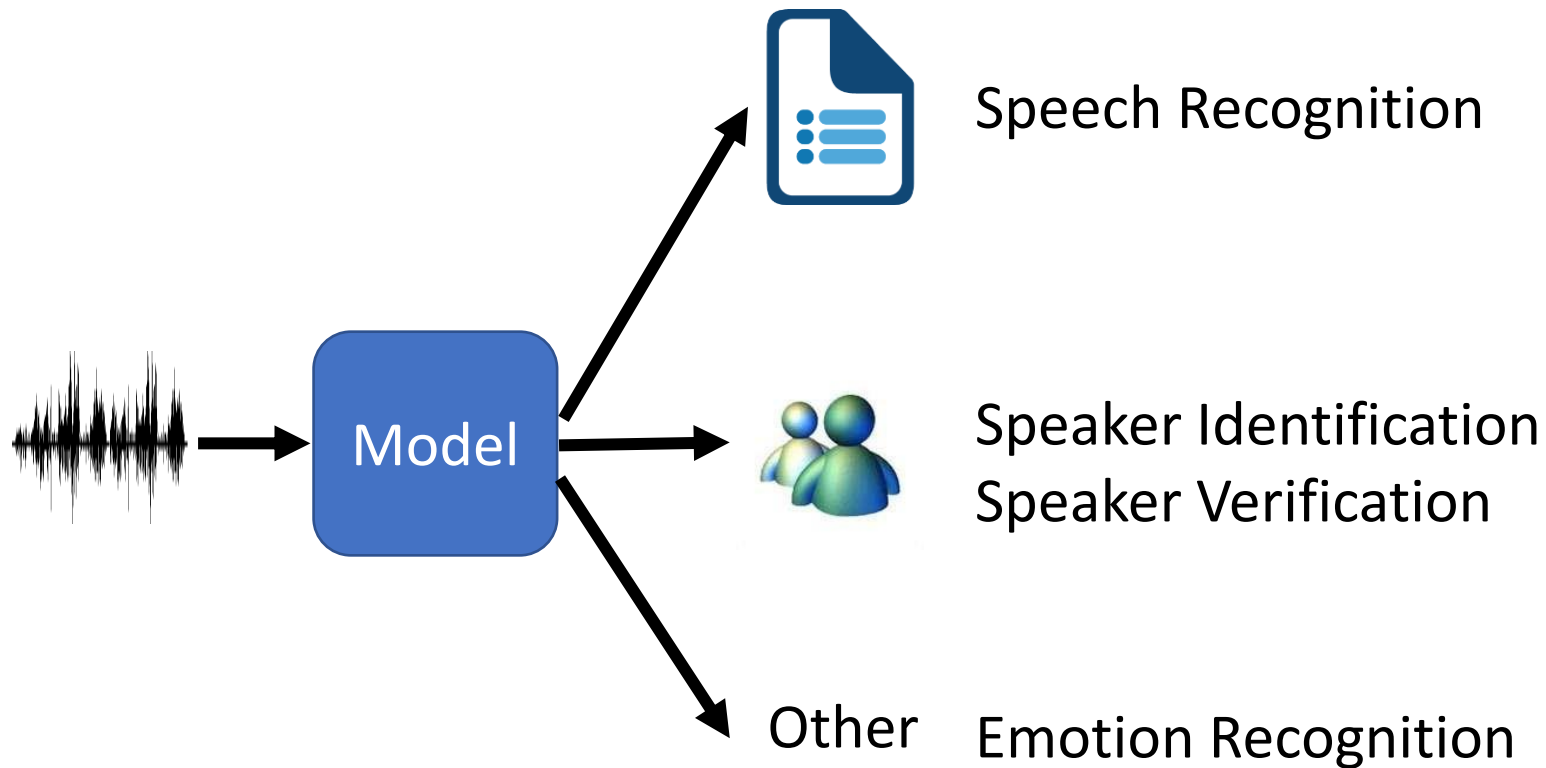 Speech Recognition
Model
Speaker Identification
Speaker Verification
Other
Emotion Recognition